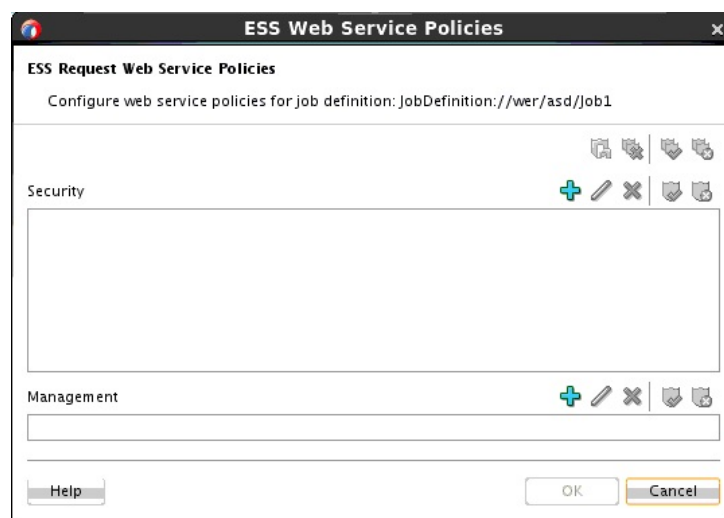 ESS Web Service Policies
ESS Request Web Service Policies
Configure web service policies for job definition: JobDefinition://wer/asd/Job1
Security
Management
Help
OK
Cancel